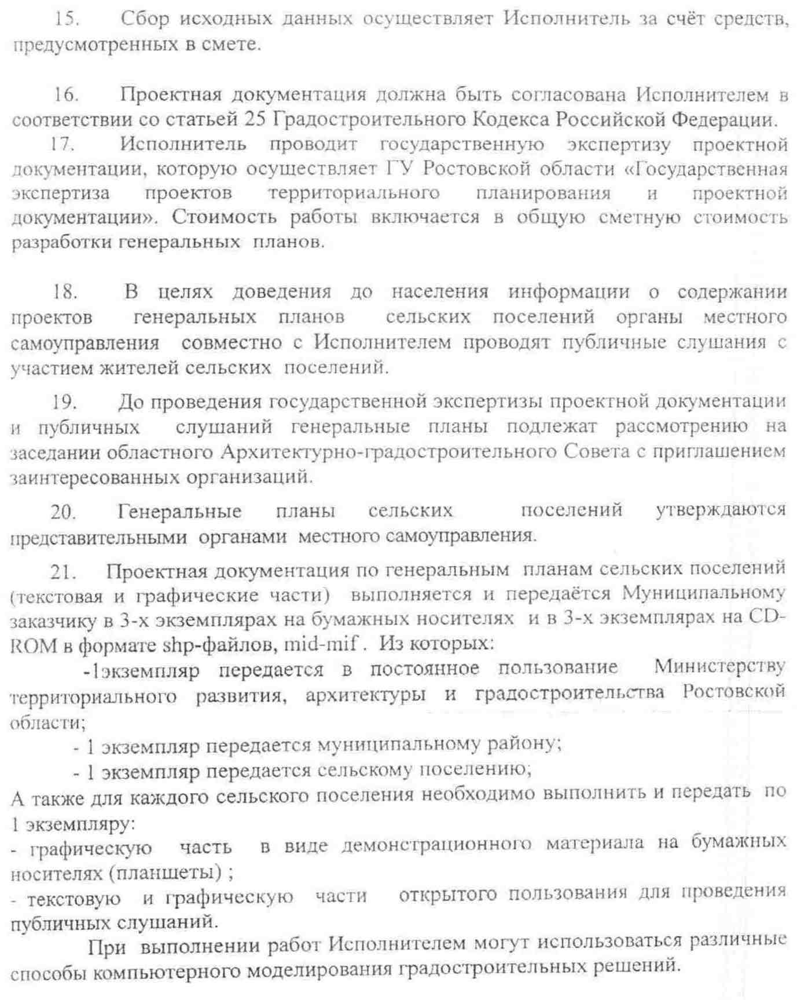 15. Сбор исходных данных осуществляет Исполнитель за счёт средств,
предусмотренных в смете.
16. Проектная документация должна быть согласована Исполнителем в
соответствии со статьей 25 Градостроительного Кодекса Российской Федерации.
17. Исполнитель проводит государственную экспертизу проектной
документации, которую осуществляет ГУ Ростовской области «Государственная
экспертиза проектов территориального планирования и проектной
документации». Стоимость работы включается в общую сметную стоимость
разработки генеральных планов.
18. В целях доведения до населения информации о содержании
проектов генеральных планов сельских поселений органы местного
самоуправления совместно с Исполнителем проводят публичные слушания с
участием жителей сельских поселений.
19. До проведения государственной экспертизы проектной документации
и публичных слушаний генеральные планы подлежат рассмотрению на
заседании областного Архитектурно-градостроительного Совета с приглашением
заинтересованных организаций.
20. Генеральные планы сельских поселений утверждаются
представительными органами местного самоуправления.
21. Проектная документация по генеральным планам сельских поселений
(текстовая и графические части) выполняется и передаётся Муниципальному
заказчику в 3-х экземплярах на бумажных носителях и в 3-х экземплярах на CD-
ROM в формате shp-файлов, mid-mif . Из которых:
-1экземпляр передается в постоянное пользование Министерству
территориального развития, архитектуры и градостроительства Ростовской
области;
- 1 экземпляр передается муниципальному району;
- 1 экземпляр передается сельскому поселению;
А также для каждого сельского поселения необходимо выполнить и передать по
1 экземпляру:
- графическую часть в виде демонстрационного материала на бумажных
носителях (планшеты) ;
- текстовую и графическую части открытого пользования для проведения
публичных слушаний.
При выполнении работ Исполнителем могут использоваться различные
способы компьютерного моделирования градостроительных решений.